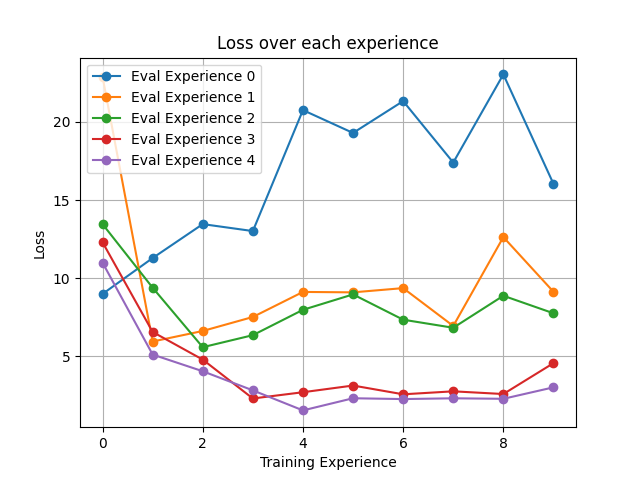 Loss over each experience
Eval Experience 0
Eval Experience 1
Eval Experience 2
Eval Experience 3
Eval Experience 4
20
15
10
5
Loss
0 2 4 6 8
Training Experience